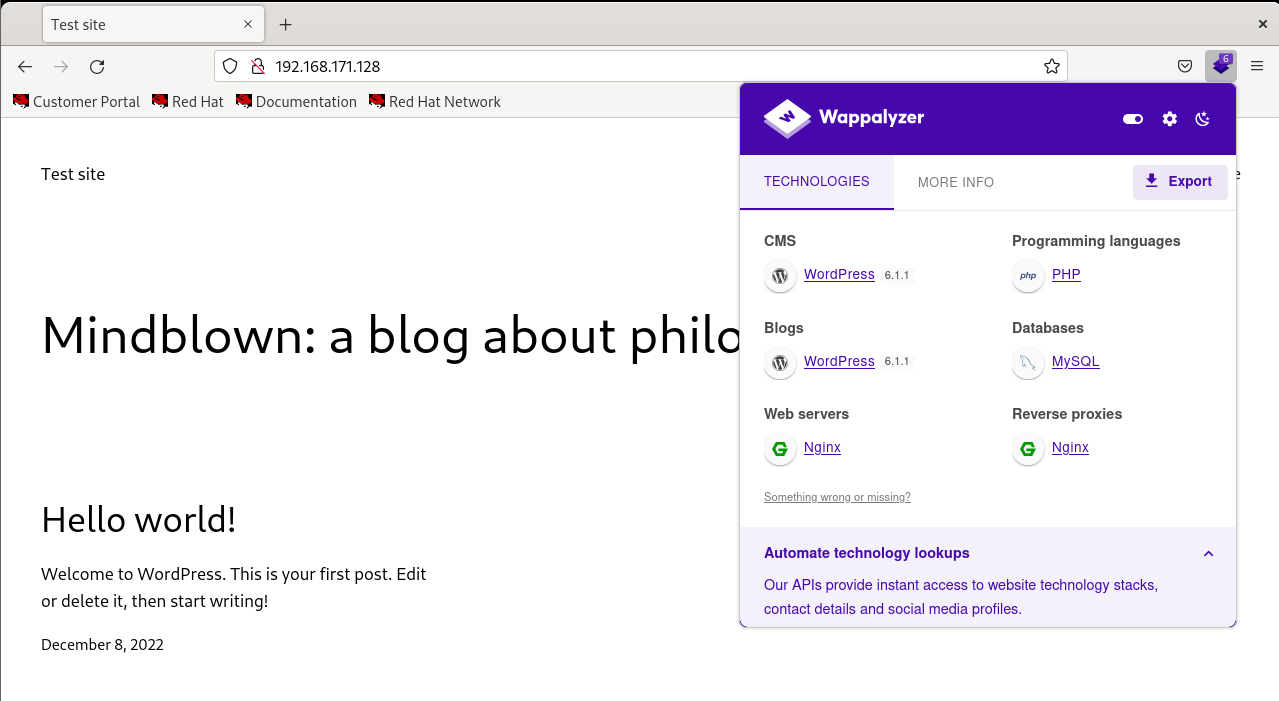 Test site
192.168.171.128
6
Customer Portal Red Hat Documentation Red Hat Network
Test site
Mindblown: a blog about philo
Hello world!
Welcome to WordPress. This is your first post. Edit
or delete it, then start writing!
December 8, 2022
e
Wappalyzer
TECHNOLOGIES MORE INFO Export
CMS
WordPress 6.1.1
Blogs
WordPress 6.1.1
Web servers
Nginx
Programming languages
php PHP
Databases
MySQL
Reverse proxies
Nginx
Something wrong or missing?
Automate technology lookups
Our APIs provide instant access to website technology stacks,
contact details and social media profiles.